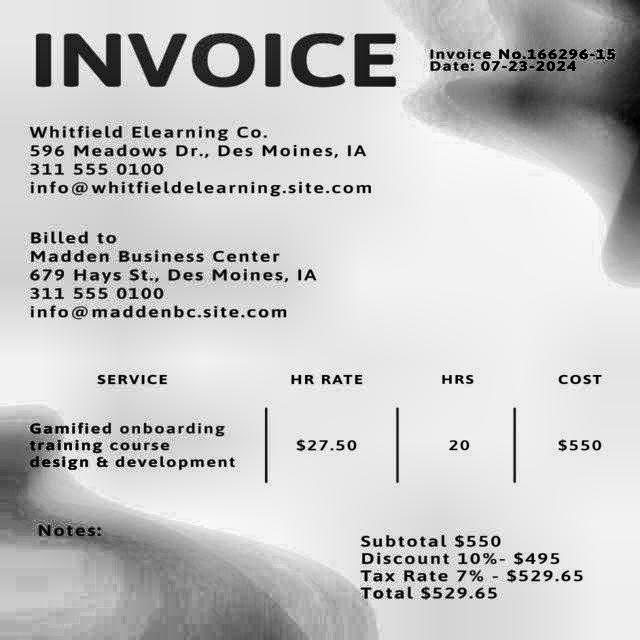 INVOICE
Invoice No.166296-15
Date: 07-23-2024
Whitfield Elearning Co.
596 Meadows Dr., Des Moines, IA
311 555 0100
info@whitfieldelearning.site.com
Billed to
Madden Business Center
679 Hays St., Des Moines, IA
311 555 0100
info@maddenbc.site.com
SERVICE HR RATE HRS COST
Gamified onboarding
training course $27.50 20 $550
design & development
Notes:
Subtotal $550
Discount 10%- $495
Tax Rate 7% - $529.65
Total $529.65